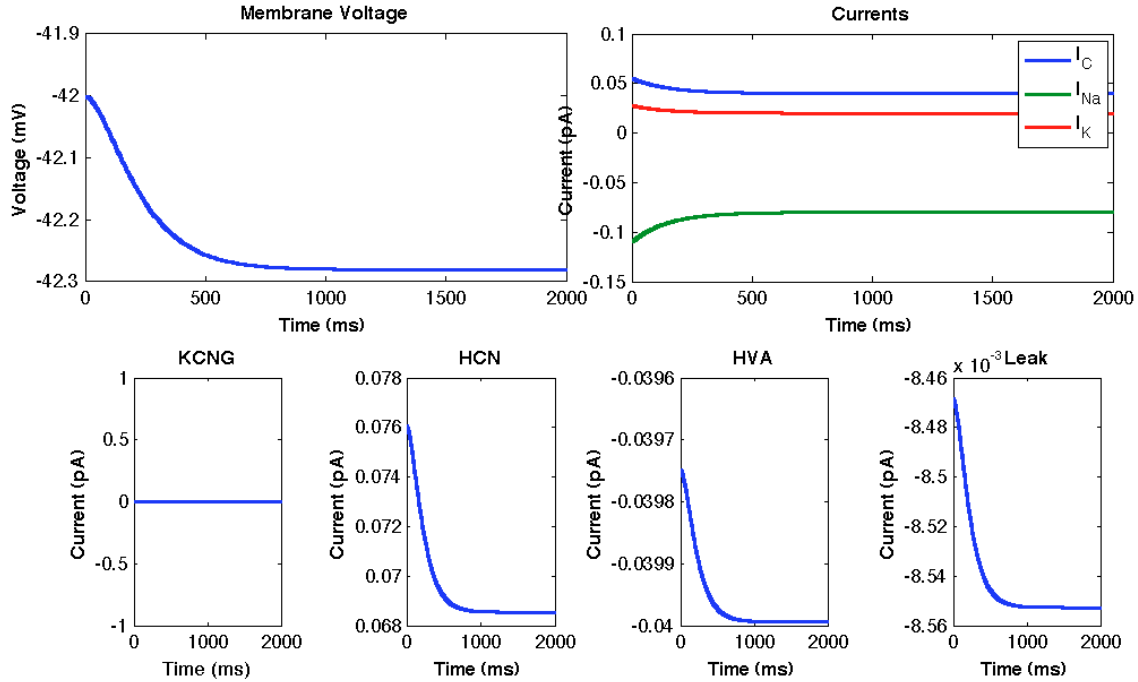 Membrane Voltage
Voltage (mV)
-41.9
-42
-42.1
-42.2
-42.3
0 500 1000 1500 2000
Time (ms)
Currents
Current (pA)
0.1
0.05
0
-0.05
-0.1
-0.15
I_C
I_Na
I_K
0 500 1000 1500 2000
Time (ms)
KCNG
Current (pA)
1
0.5
0
-0.5
-1
0 1000 2000
Time (ms)
HCN
Current (pA)
0.078
0.076
0.074
0.072
0.07
0.068
0 1000 2000
Time (ms)
HVA
Current (pA)
-0.0396
-0.0397
-0.0398
-0.0399
-0.04
0 1000 2000
Time (ms)
x 10^-3 Leak
Current (pA)
-8.46
-8.48
-8.5
-8.52
-8.54
-8.56
0 1000 2000
Time (ms)